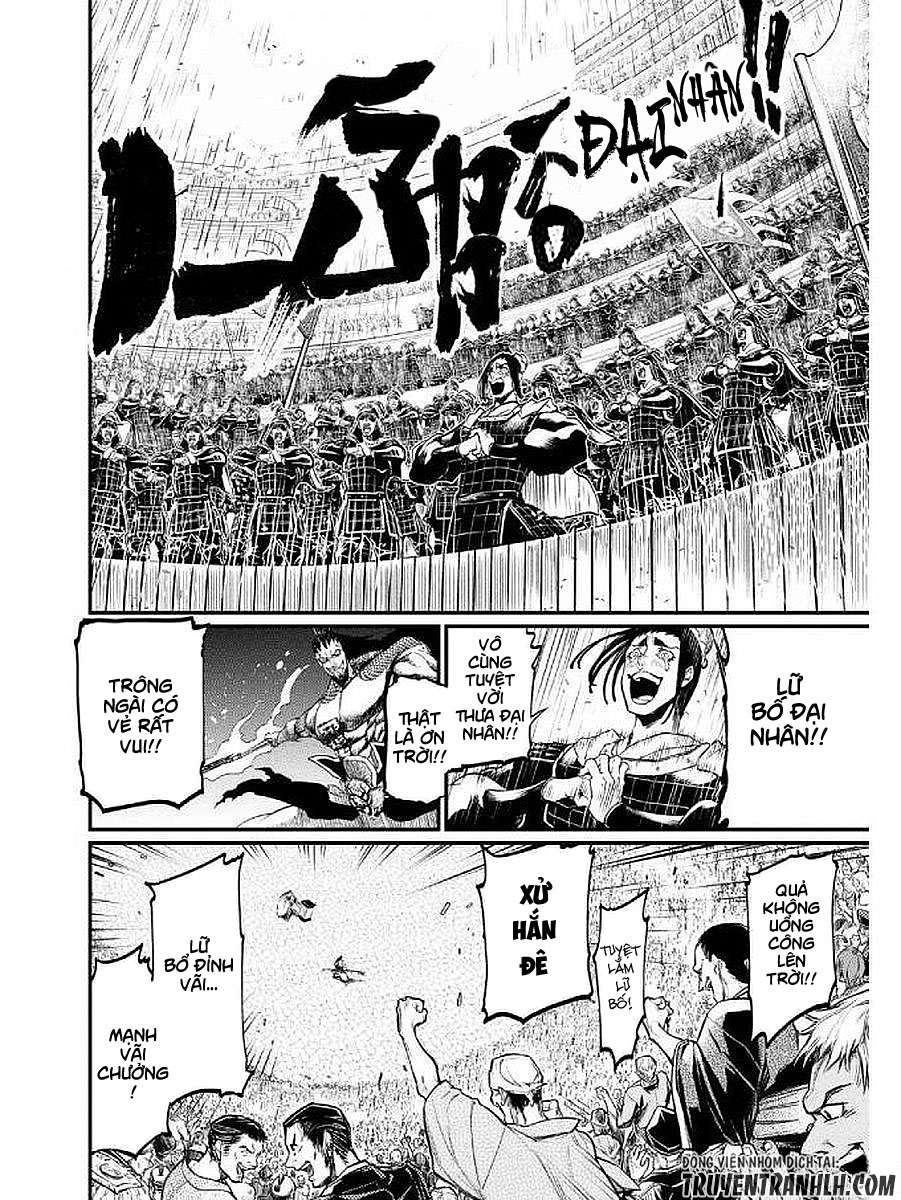 LỮ BỐ
ĐẠI NHÂN!!
LỮ
BỐ ĐẠI
NHÂN!!
VÔ
CÙNG
TUYỆT
VỜI
THƯA ĐẠI
NHÂN!!
THẬT
LÀ ƠN
TRỜI!!
TRÔNG
NGÀI CÓ
VẺ RẤT
VUI!!
QUẢ
KHÔNG
UỔNG
CÔNG
LÊN
TRỜI!!
TUYỆT
LẮM
LỮ
BỐ!
XỬ
HẮN
ĐÊ
LỮ
BỐ ĐỈNH
VÃI...
MẠNH
VÃI
CHƯỞNG
!
ĐỘNG VIÊN NHÓM DỊCH TẠI:
TRUYENTRANHLH.COM